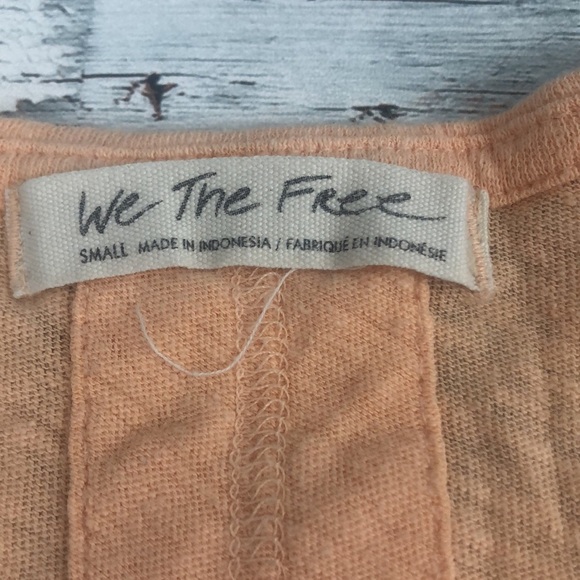 We The Free
SMALL MADE IN INDONESIA / FABRIQUÉ EN INDONÉSIE